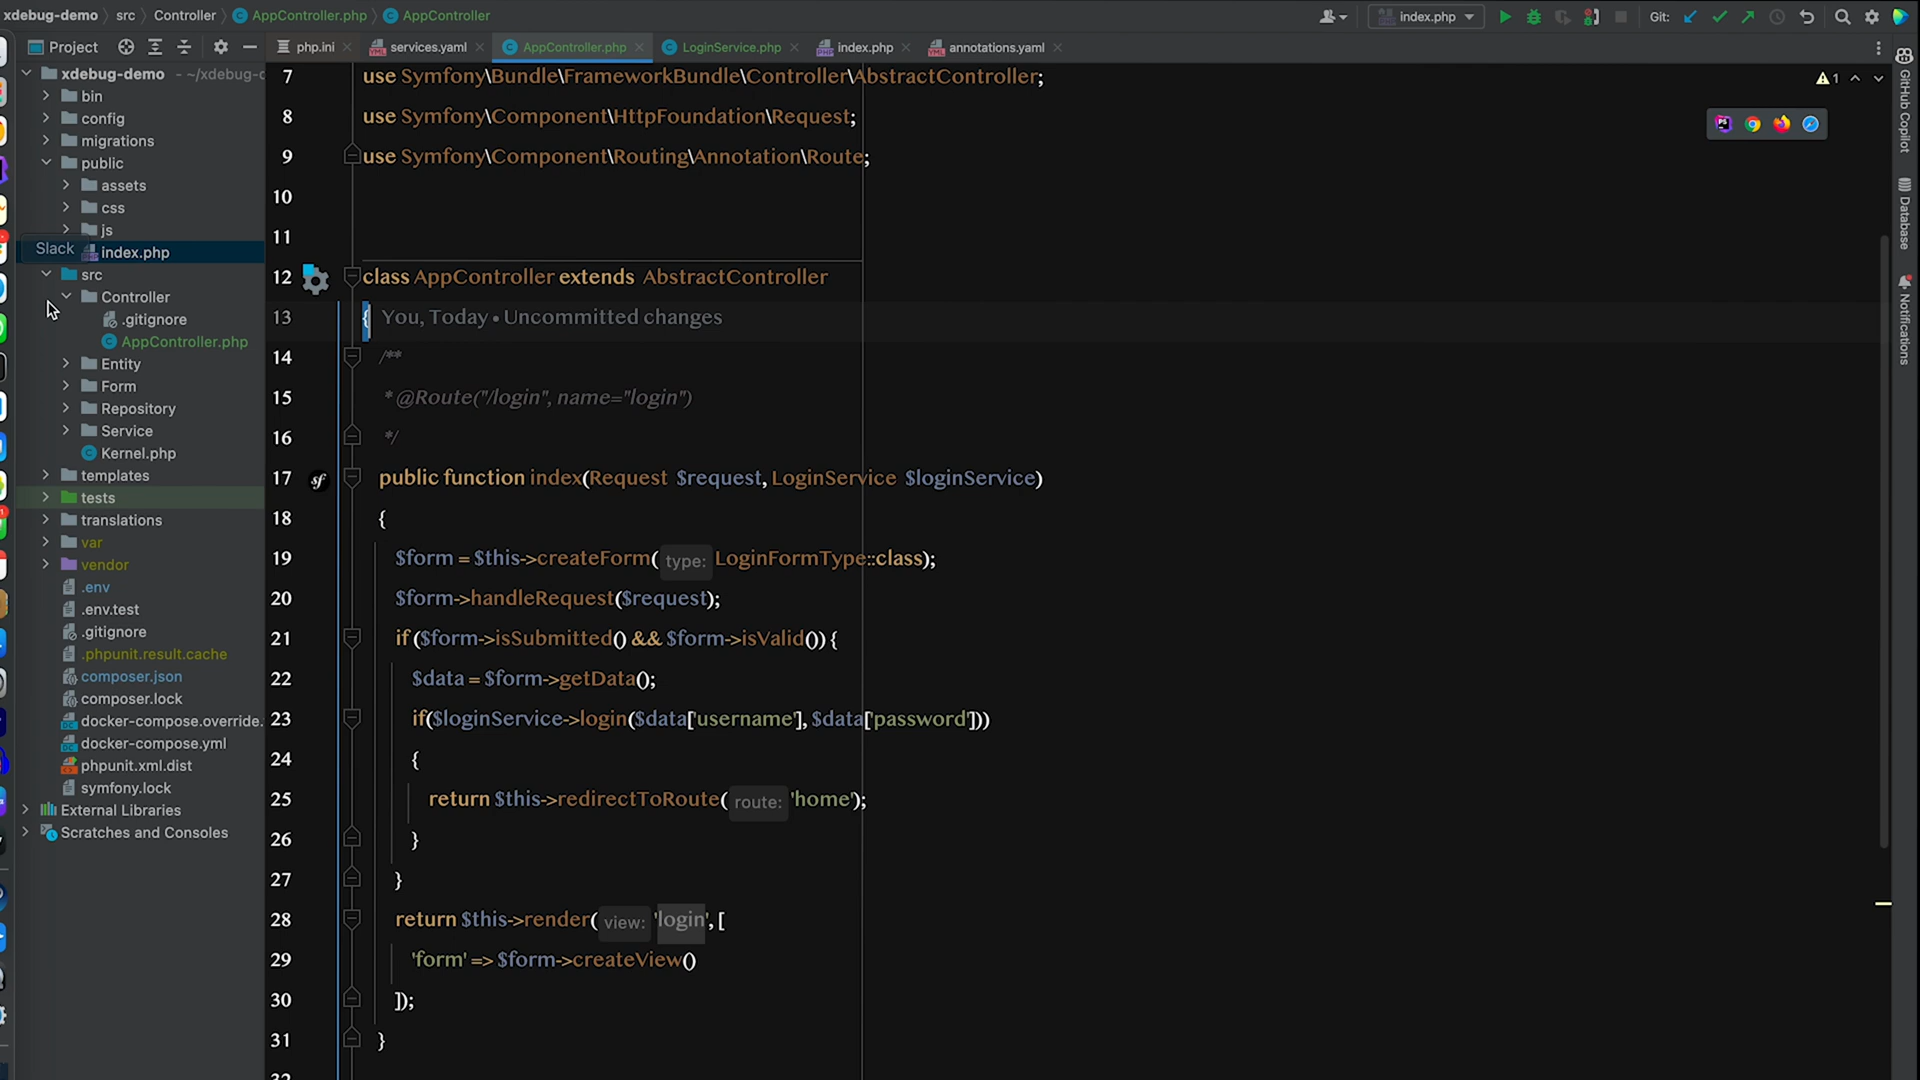 xdebug-demo src Controller AppController.php AppController
index.php Git:
Project
php.ini services.yaml AppController.php LoginService.php index.php annotations.yaml
xdebug-demo ~/xdebug-d
bin
config
migrations
public
assets
css
js
Slack
index.php
src
Controller
.gitignore
AppController.php
Entity
Form
Repository
Service
Kernel.php
templates
tests
translations
var
vendor
.env
.env.test
.gitignore
.phpunit.result.cache
composer.json
composer.lock
docker-compose.override.
docker-compose.yml
phpunit.xml.dist
symfony.lock
External Libraries
Scratches and Consoles
7 use Symfony\Bundle\FrameworkBundle\Controller\AbstractController;
8 use Symfony\Component\HttpFoundation\Request;
9 use Symfony\Component\Routing\Annotation\Route;
10
11
12 class AppController extends AbstractController
13 { You, Today • Uncommitted changes
14 /**
15 * @Route("/login", name="login")
16 */
17 public function index(Request $request, LoginService $loginService)
18 {
19 $form = $this->createForm( type: LoginFormType::class);
20 $form->handleRequest($request);
21 if ($form->isSubmitted() && $form->isValid()) {
22 $data = $form->getData();
23 if($loginService->login($data['username'], $data['password']))
24 {
25 return $this->redirectToRoute( route: 'home');
26 }
27 }
28 return $this->render( view: 'login', [
29 'form' => $form->createView()
30 ]);
31 }
1
GitHub Copilot
Database
Notifications